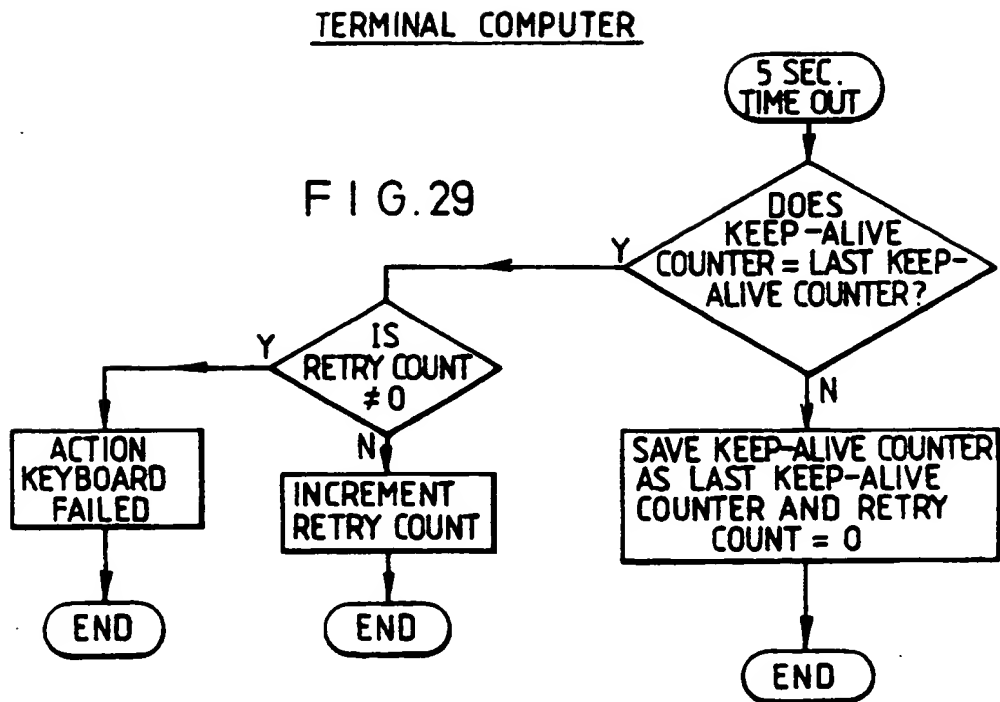 TERMINAL COMPUTER
5 SEC.
TIME OUT
FIG.29
DOES
KEEP-ALIVE
COUNTER = LAST KEEP-
ALIVE COUNTER?
Y
N
IS
RETRY COUNT
≠ 0
Y
N
ACTION
KEYBOARD
FAILED
INCREMENT
RETRY COUNT
SAVE KEEP-ALIVE COUNTER
AS LAST KEEP-ALIVE
COUNTER AND RETRY
COUNT = 0
END
END
END